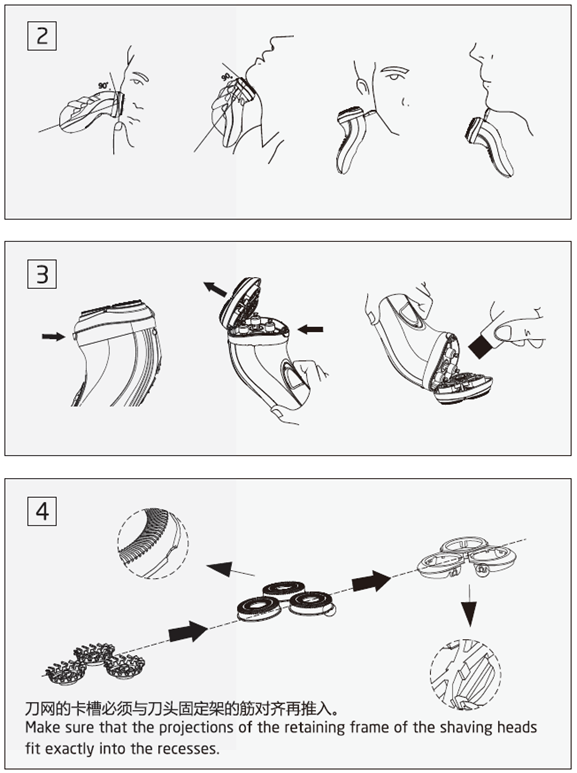 2
90°
90°
3
4
刀网的卡槽必须与刀头固定架的筋对齐再推入。
Make sure that the projections of the retaining frame of the shaving heads
fit exactly into the recesses.